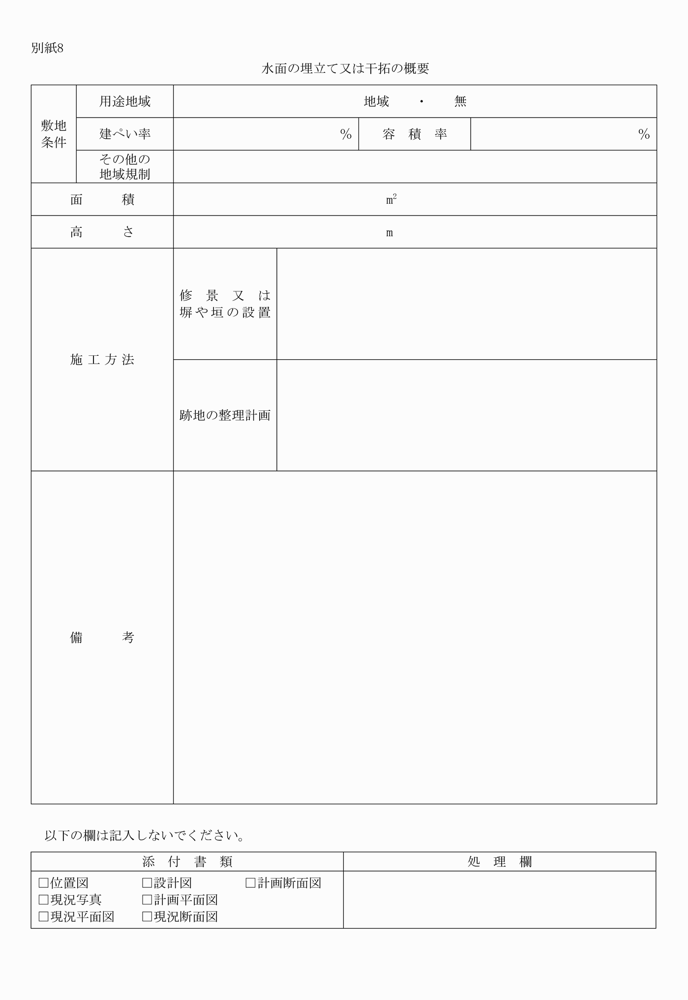 別紙8
水面の埋立て又は干拓の概要
敷地
条件
用途地域
地域　　・　　無
建ぺい率
％
容　積　率
％
その他の
地域規制
面　　　積
m²
高　　　さ
m
施工方法
修　景　又　は
塀や垣の設置
跡地の整理計画
備　　　考
以下の欄は記入しないでください。
添　付　書　類
処　理　欄
□位置図　□設計図　□計画断面図
□現況写真　□計画平面図
□現況平面図　□現況断面図